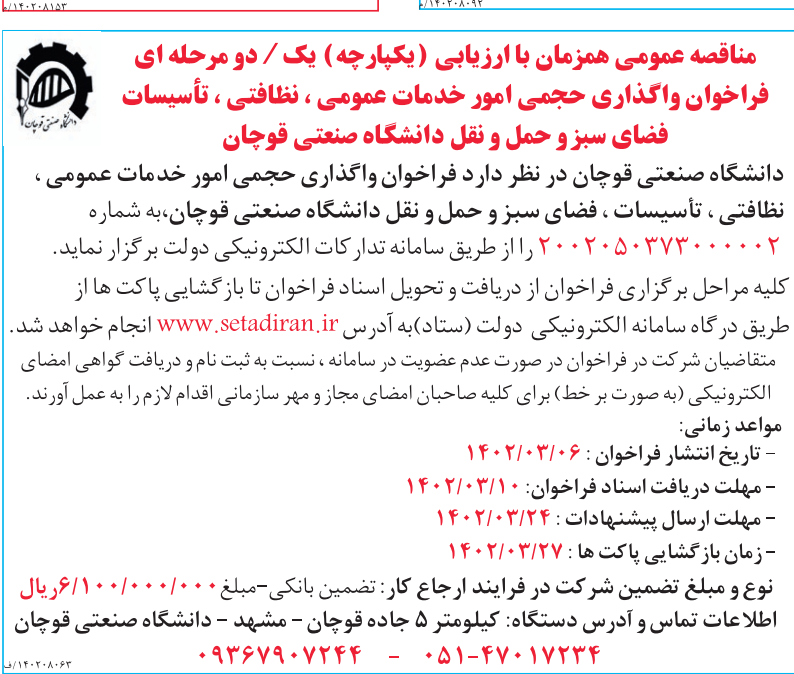 ۱۴۰۲۰۸۱۵۳/م
۱۴۰۲۰۸۰۹۲/م
مناقصه عمومی همزمان با ارزیابی (یکپارچه) یک / دو مرحله ای
فراخوان واگذاری حجمی امور خدمات عمومی ، نظافتی ، تأسیسات
فضای سبز و حمل و نقل دانشگاه صنعتی قوچان
دانشگاه صنعتی قوچان
دانشگاه صنعتی قوچان در نظر دارد فراخوان واگذاری حجمی امور خدمات عمومی ،
نظافتی ، تأسیسات ، فضای سبز و حمل و نقل دانشگاه صنعتی قوچان،به شماره
۲۰۰۲۰۵۰۳۷۳۰۰۰۰۰۲ را از طریق سامانه تدارکات الکترونیکی دولت برگزار نماید.
کلیه مراحل برگزاری فراخوان از دریافت و تحویل اسناد فراخوان تا بازگشایی پاکت ها از
طریق درگاه سامانه الکترونیکی دولت (ستاد)به آدرس www.setadiran.ir انجام خواهد شد.
متقاضیان شرکت در فراخوان در صورت عدم عضویت در سامانه ، نسبت به ثبت نام و دریافت گواهی امضای
الکترونیکی (به صورت بر خط) برای کلیه صاحبان امضای مجاز و مهر سازمانی اقدام لازم را به عمل آورند.
مواعد زمانی:
- تاریخ انتشار فراخوان : ۱۴۰۲/۰۳/۰۶
- مهلت دریافت اسناد فراخوان: ۱۴۰۲/۰۳/۱۰
- مهلت ارسال پیشنهادات : ۱۴۰۲/۰۳/۲۴
- زمان بازگشایی پاکت ها : ۱۴۰۲/۰۳/۲۷
نوع و مبلغ تضمین شرکت در فرایند ارجاع کار: تضمین بانکی-مبلغ ۶/۱۰۰/۰۰۰/۰۰۰ریال
اطلاعات تماس و آدرس دستگاه: کیلومتر ۵ جاده قوچان - مشهد - دانشگاه صنعتی قوچان
۰۵۱-۴۷۰۱۷۲۳۴ - ۰۹۳۶۷۹۰۷۲۴۴
۱۴۰۲۰۸۰۶۳/ف